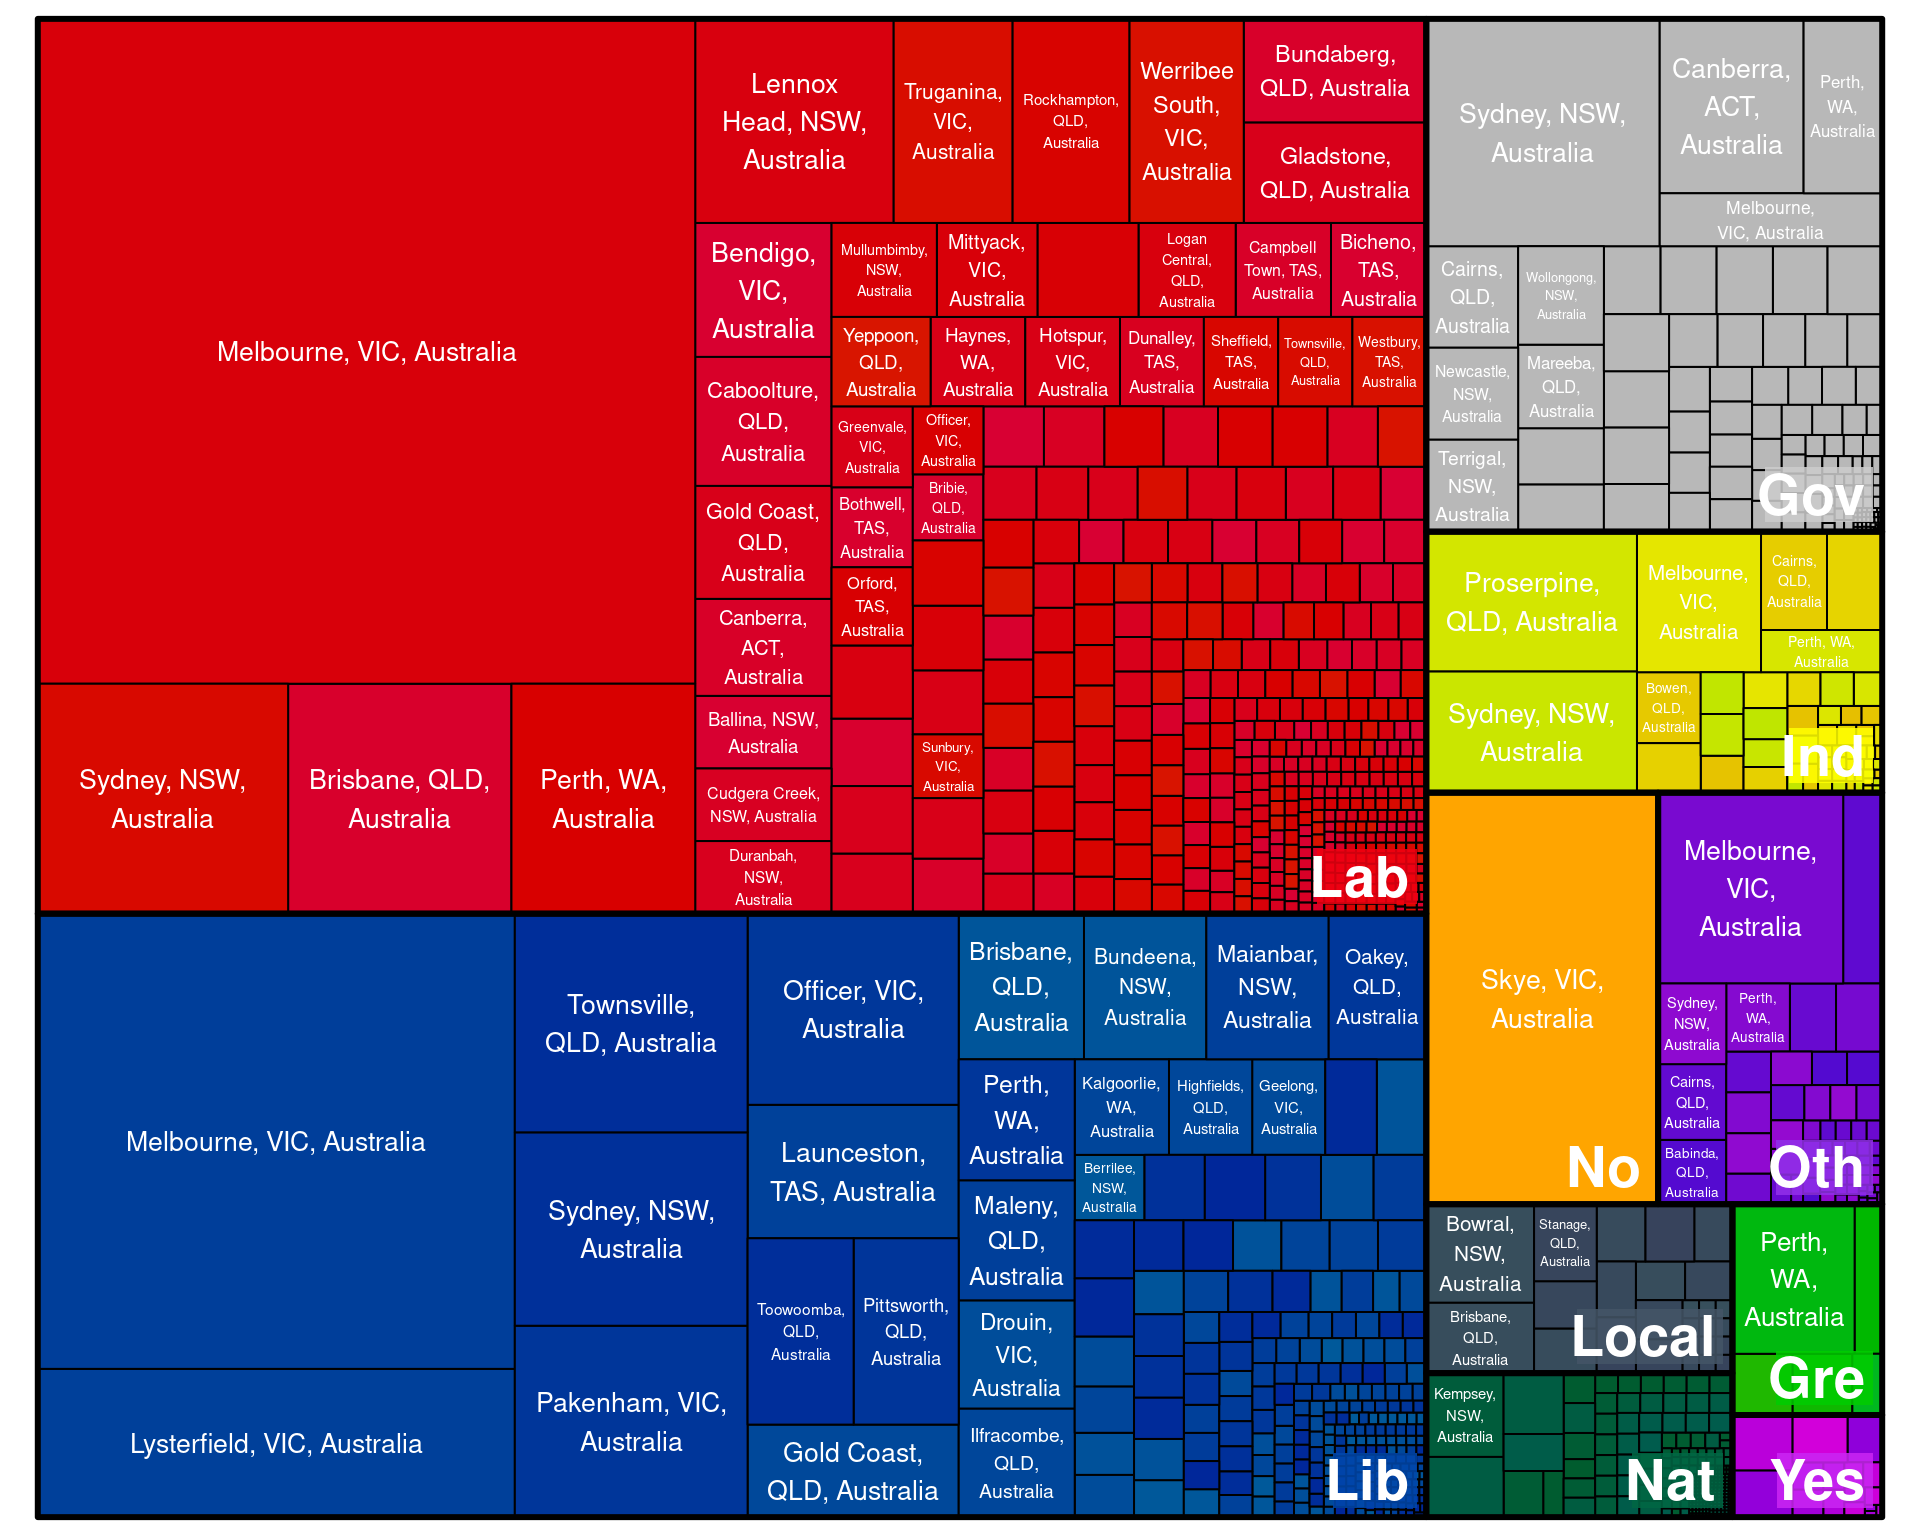 Melbourne, VIC, Australia
Sydney, NSW,
Australia
Brisbane, QLD,
Australia
Perth, WA,
Australia
Lennox
Head, NSW,
Australia
Truganina,
VIC,
Australia
Rockhampton,
QLD,
Australia
Werribee
South,
VIC,
Australia
Bundaberg,
QLD, Australia
Gladstone,
QLD, Australia
Bendigo,
VIC,
Australia
Caboolture,
QLD,
Australia
Gold Coast,
QLD,
Australia
Canberra,
ACT,
Australia
Ballina, NSW,
Australia
Cudgera Creek,
NSW, Australia
Duranbah,
NSW,
Australia
Mullumbimby,
NSW,
Australia
Mittyack,
VIC,
Australia
Logan
Central,
QLD,
Australia
Campbell
Town, TAS,
Australia
Bicheno,
TAS,
Australia
Yeppoon,
QLD,
Australia
Haynes,
WA,
Australia
Hotspur,
VIC,
Australia
Dunalley,
TAS,
Australia
Sheffield,
TAS,
Australia
Townsville,
QLD,
Australia
Westbury,
TAS,
Australia
Greenvale,
VIC,
Australia
Officer,
VIC,
Australia
Bothwell,
TAS,
Australia
Bribie,
QLD,
Australia
Orford,
TAS,
Australia
Sunbury,
VIC,
Australia
Lab
Melbourne, VIC, Australia
Lysterfield, VIC, Australia
Townsville,
QLD, Australia
Sydney, NSW,
Australia
Pakenham, VIC,
Australia
Officer, VIC,
Australia
Launceston,
TAS, Australia
Toowoomba,
QLD,
Australia
Pittsworth,
QLD,
Australia
Gold Coast,
QLD, Australia
Brisbane,
QLD,
Australia
Bundeena,
NSW,
Australia
Maianbar,
NSW,
Australia
Oakey,
QLD,
Australia
Perth,
WA,
Australia
Maleny,
QLD,
Australia
Drouin,
VIC,
Australia
Ilfracombe,
QLD,
Australia
Kalgoorlie,
WA,
Australia
Highfields,
QLD,
Australia
Geelong,
VIC,
Australia
Berrilee,
NSW,
Australia
Lib
Sydney, NSW,
Australia
Canberra,
ACT,
Australia
Perth,
WA,
Australia
Melbourne,
VIC, Australia
Cairns,
QLD,
Australia
Newcastle,
NSW,
Australia
Terrigal,
NSW,
Australia
Wollongong,
NSW,
Australia
Mareeba,
QLD,
Australia
Gov
Proserpine,
QLD, Australia
Sydney, NSW,
Australia
Melbourne,
VIC,
Australia
Cairns,
QLD,
Australia
Perth, WA,
Australia
Bowen,
QLD,
Australia
Ind
Skye, VIC,
Australia
No
Melbourne,
VIC,
Australia
Sydney,
NSW,
Australia
Perth,
WA,
Australia
Cairns,
QLD,
Australia
Babinda,
QLD,
Australia
Oth
Bowral,
NSW,
Australia
Stanage,
QLD,
Australia
Brisbane,
QLD,
Australia
Local
Perth,
WA,
Australia
Gre
Kempsey,
NSW,
Australia
Nat
Yes